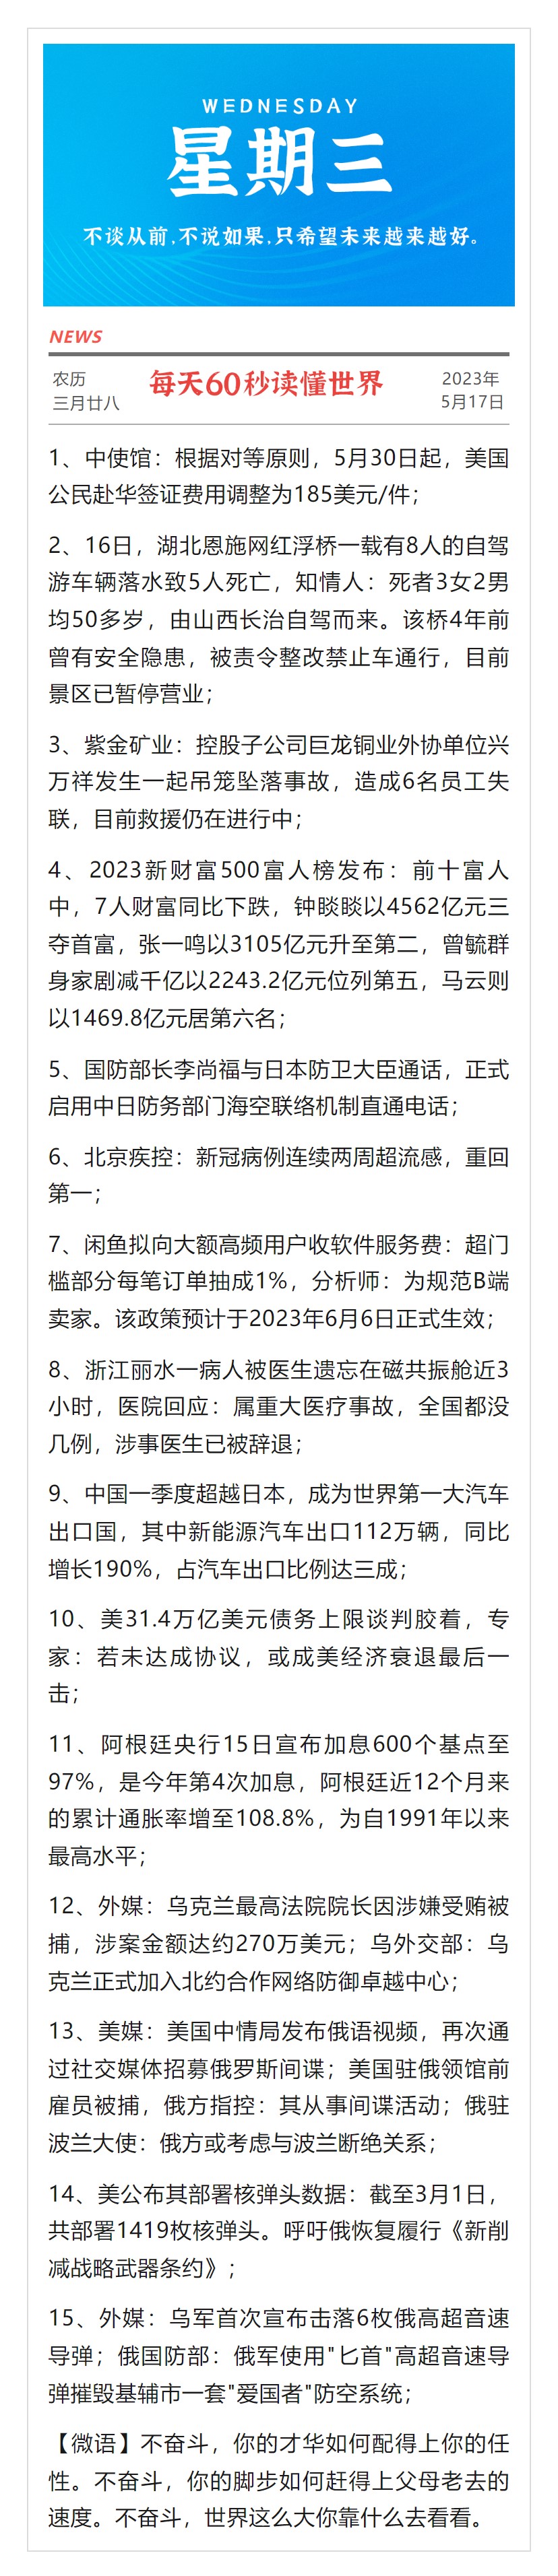 WEDNESDAY
星期三
不谈从前,不说如果,只希望未来越来越好。
NEWS
农历
三月廿八
每天60秒读懂世界
2023年
5月17日
1、中使馆：根据对等原则，5月30日起，美国
公民赴华签证费用调整为185美元/件；
2、16日，湖北恩施网红浮桥一载有8人的自驾
游车辆落水致5人死亡，知情人：死者3女2男
均50多岁，由山西长治自驾而来。该桥4年前
曾有安全隐患，被责令整改禁止车通行，目前
景区已暂停营业；
3、紫金矿业：控股子公司巨龙铜业外协单位兴
万祥发生一起吊笼坠落事故，造成6名员工失
联，目前救援仍在进行中；
4、2023新财富500富人榜发布：前十富人
中，7人财富同比下跌，钟睒睒以4562亿元三
夺首富，张一鸣以3105亿元升至第二，曾毓群
身家剧减千亿以2243.2亿元位列第五，马云则
以1469.8亿元居第六名；
5、国防部长李尚福与日本防卫大臣通话，正式
启用中日防务部门海空联络机制直通电话；
6、北京疾控：新冠病例连续两周超流感，重回
第一；
7、闲鱼拟向大额高频用户收软件服务费：超门
槛部分每笔订单抽成1%，分析师：为规范B端
卖家。该政策预计于2023年6月6日正式生效；
8、浙江丽水一病人被医生遗忘在磁共振舱近3
小时，医院回应：属重大医疗事故，全国都没
几例，涉事医生已被辞退；
9、中国一季度超越日本，成为世界第一大汽车
出口国，其中新能源汽车出口112万辆，同比
增长190%，占汽车出口比例达三成；
10、美31.4万亿美元债务上限谈判胶着，专
家：若未达成协议，或成美经济衰退最后一
击；
11、阿根廷央行15日宣布加息600个基点至
97%，是今年第4次加息，阿根廷近12个月来
的累计通胀率增至108.8%，为自1991年以来
最高水平；
12、外媒：乌克兰最高法院院长因涉嫌受贿被
捕，涉案金额达约270万美元；乌外交部：乌
克兰正式加入北约合作网络防御卓越中心；
13、美媒：美国中情局发布俄语视频，再次通
过社交媒体招募俄罗斯间谍；美国驻俄领馆前
雇员被捕，俄方指控：其从事间谍活动；俄驻
波兰大使：俄方或考虑与波兰断绝关系；
14、美公布其部署核弹头数据：截至3月1日，
共部署1419枚核弹头。呼吁俄恢复履行《新削
减战略武器条约》；
15、外媒：乌军首次宣布击落6枚俄高超音速
导弹；俄国防部：俄军使用"匕首"高超音速导
弹摧毁基辅市一套"爱国者"防空系统；
【微语】不奋斗，你的才华如何配得上你的任
性。不奋斗，你的脚步如何赶得上父母老去的
速度。不奋斗，世界这么大你靠什么去看看。